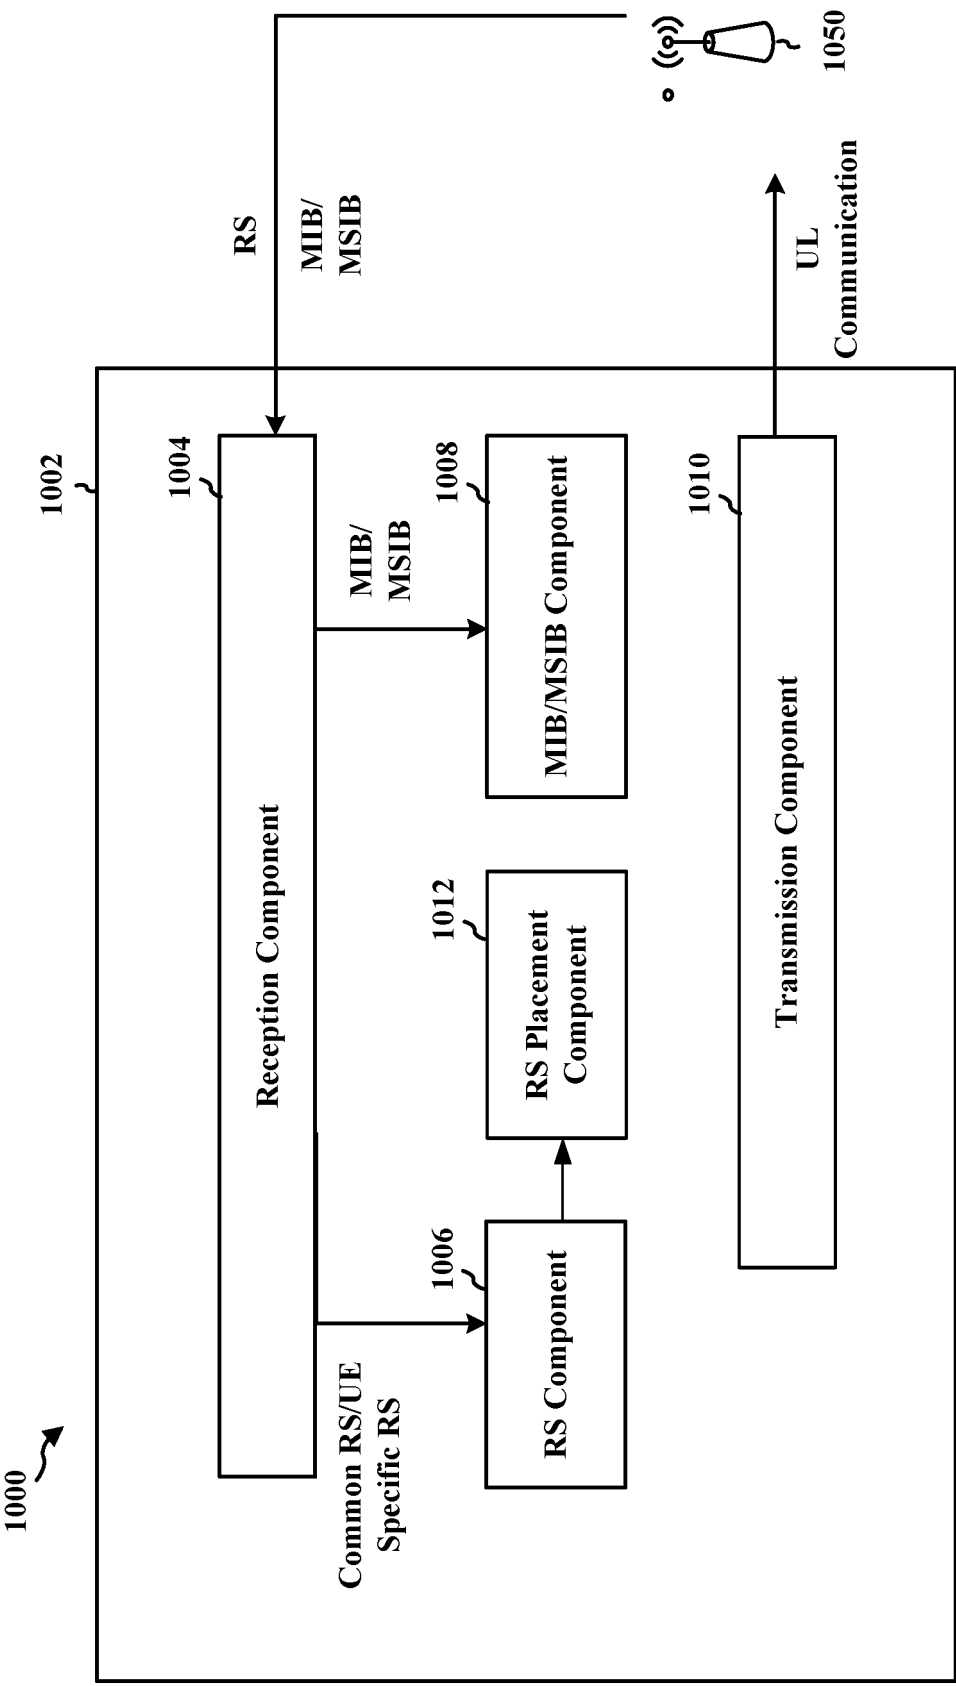 1000
1002
1004
Reception Component
RS
MIB/
MSIB
Common RS/UE
Specific RS
MIB/
MSIB
1006
RS Component
1012
RS Placement
Component
1008
MIB/MSIB Component
1010
Transmission Component
UL
Communication
1050